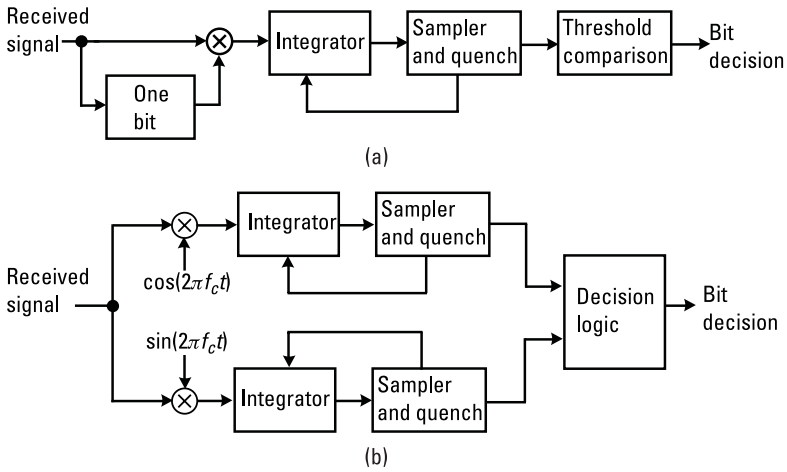 Received
signal
×
Integrator
Sampler
and quench
Threshold
comparison
Bit
decision
One
bit
(a)
Received
signal
×
cos(2πf_ct)
Integrator
Sampler
and quench
sin(2πf_ct)
×
Integrator
Sampler
and quench
Decision
logic
Bit
decision
(b)